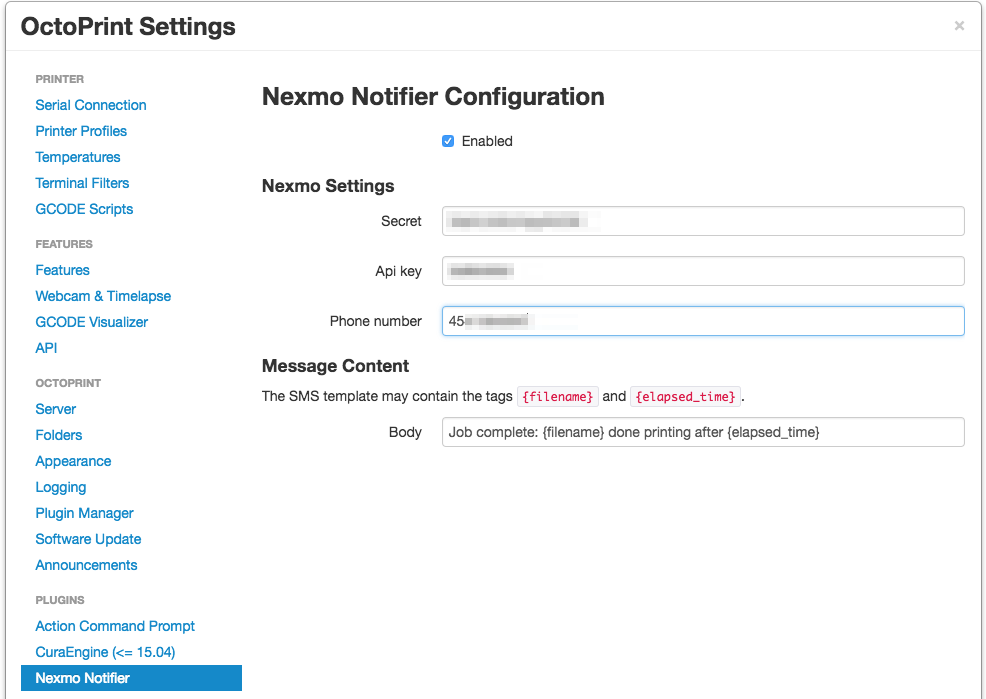 OctoPrint Settings
×
PRINTER
Serial Connection
Printer Profiles
Temperatures
Terminal Filters
GCODE Scripts
FEATURES
Features
Webcam & Timelapse
GCODE Visualizer
API
OCTOPRINT
Server
Folders
Appearance
Logging
Plugin Manager
Software Update
Announcements
PLUGINS
Action Command Prompt
CuraEngine (<= 15.04)
Nexmo Notifier
Nexmo Notifier Configuration
Enabled
Nexmo Settings
Secret
Api key
Phone number 45
Message Content
The SMS template may contain the tags {filename} and {elapsed_time}.
Body Job complete: {filename} done printing after {elapsed_time}